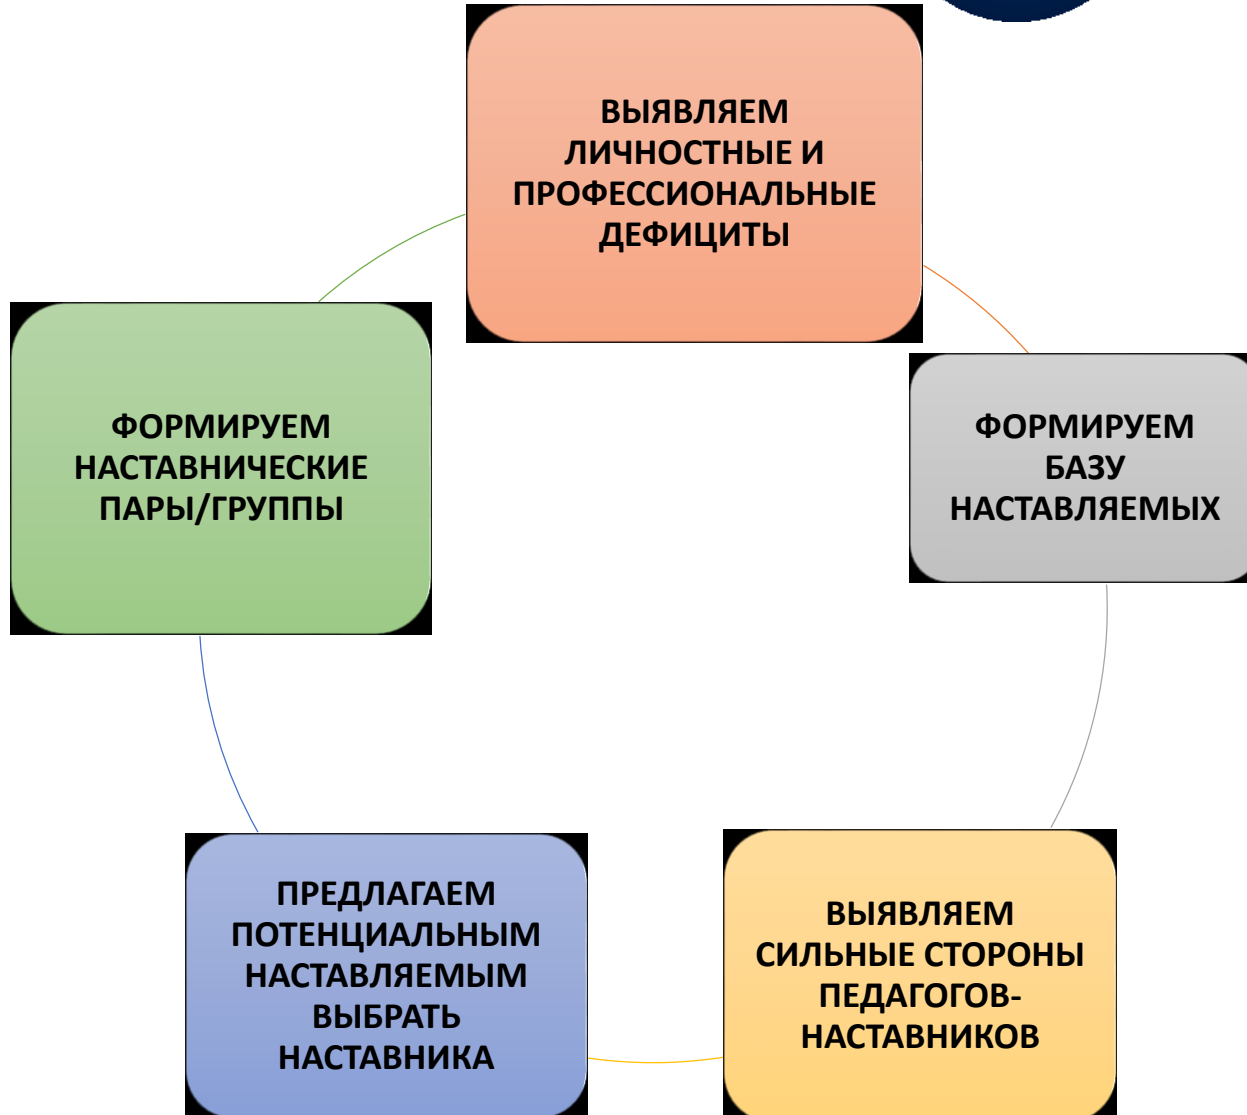 ВЫЯВЛЯЕМ
ЛИЧНОСТНЫЕ И
ПРОФЕССИОНАЛЬНЫЕ
ДЕФИЦИТЫ
ФОРМИРУЕМ
БАЗУ
НАСТАВЛЯЕМЫХ
ВЫЯВЛЯЕМ
СИЛЬНЫЕ СТОРОНЫ
ПЕДАГОГОВ-
НАСТАВНИКОВ
ПРЕДЛАГАЕМ
ПОТЕНЦИАЛЬНЫМ
НАСТАВЛЯЕМЫМ
ВЫБРАТЬ
НАСТАВНИКА
ФОРМИРУЕМ
НАСТАВНИЧЕСКИЕ
ПАРЫ/ГРУППЫ